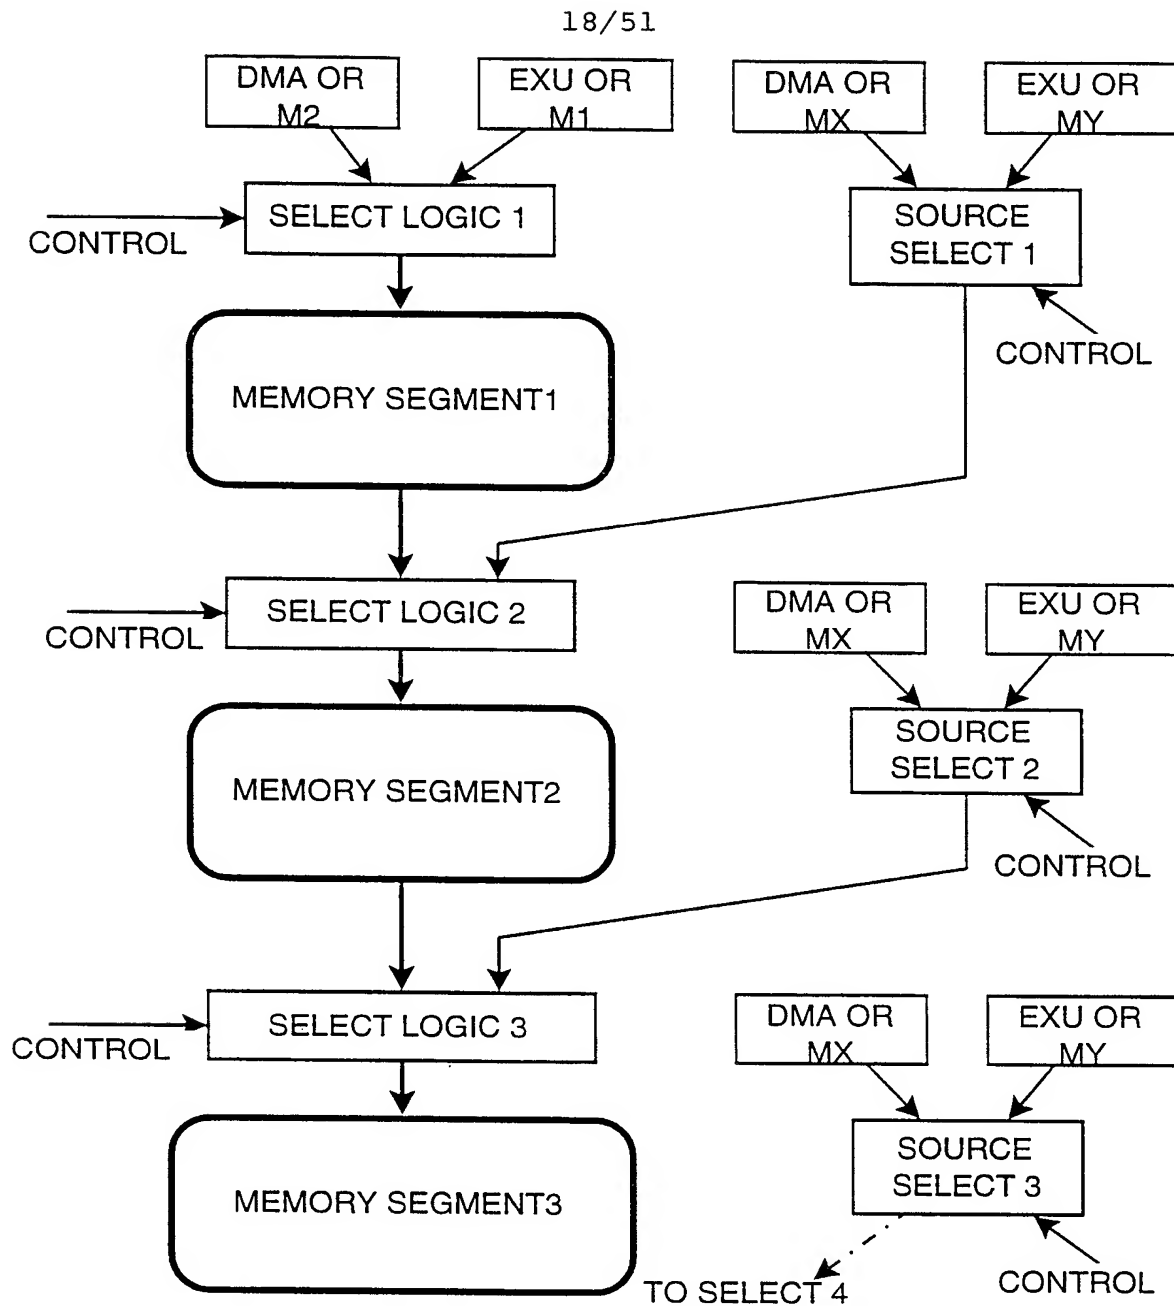 18/51
DMA OR
M2
EXU OR
M1
DMA OR
MX
EXU OR
MY
SELECT LOGIC 1
CONTROL
SOURCE
SELECT 1
CONTROL
MEMORY SEGMENT1
SELECT LOGIC 2
CONTROL
DMA OR
MX
EXU OR
MY
SOURCE
SELECT 2
CONTROL
MEMORY SEGMENT2
SELECT LOGIC 3
CONTROL
DMA OR
MX
EXU OR
MY
SOURCE
SELECT 3
CONTROL
MEMORY SEGMENT3
TO SELECT 4